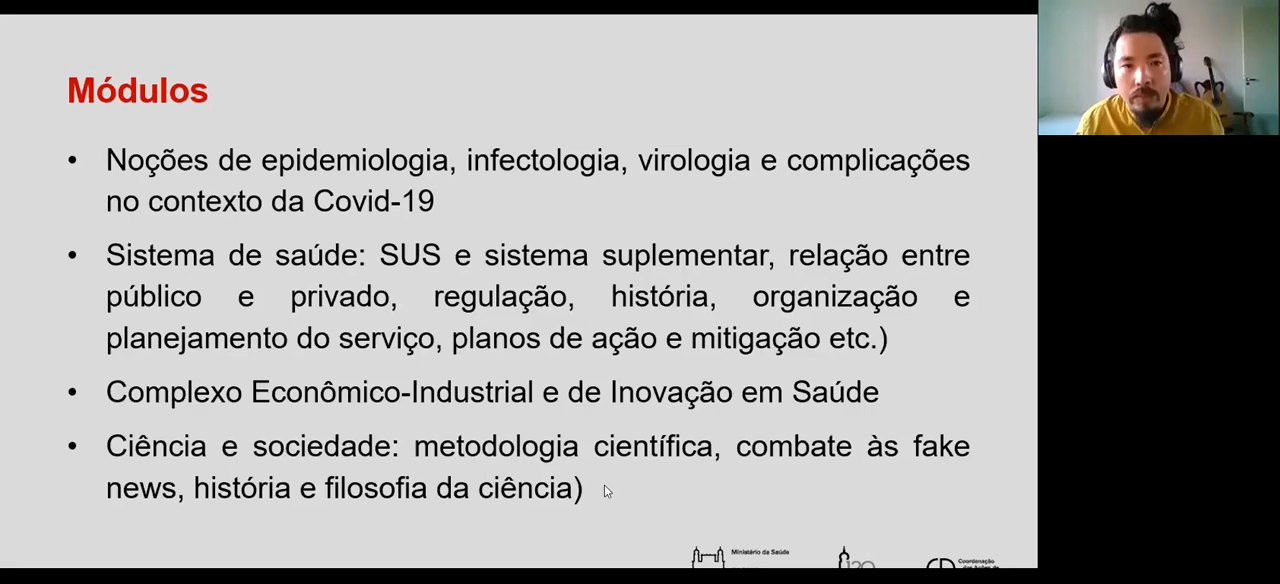 Módulos
• Noções de epidemiologia, infectologia, virologia e complicações
no contexto da Covid-19
• Sistema de saúde: SUS e sistema suplementar, relação entre
público e privado, regulação, história, organização e
planejamento do serviço, planos de ação e mitigação etc.)
• Complexo Econômico-Industrial e de Inovação em Saúde
• Ciência e sociedade: metodologia científica, combate às fake
news, história e filosofia da ciência)
Ministério da Saúde
Coordenação